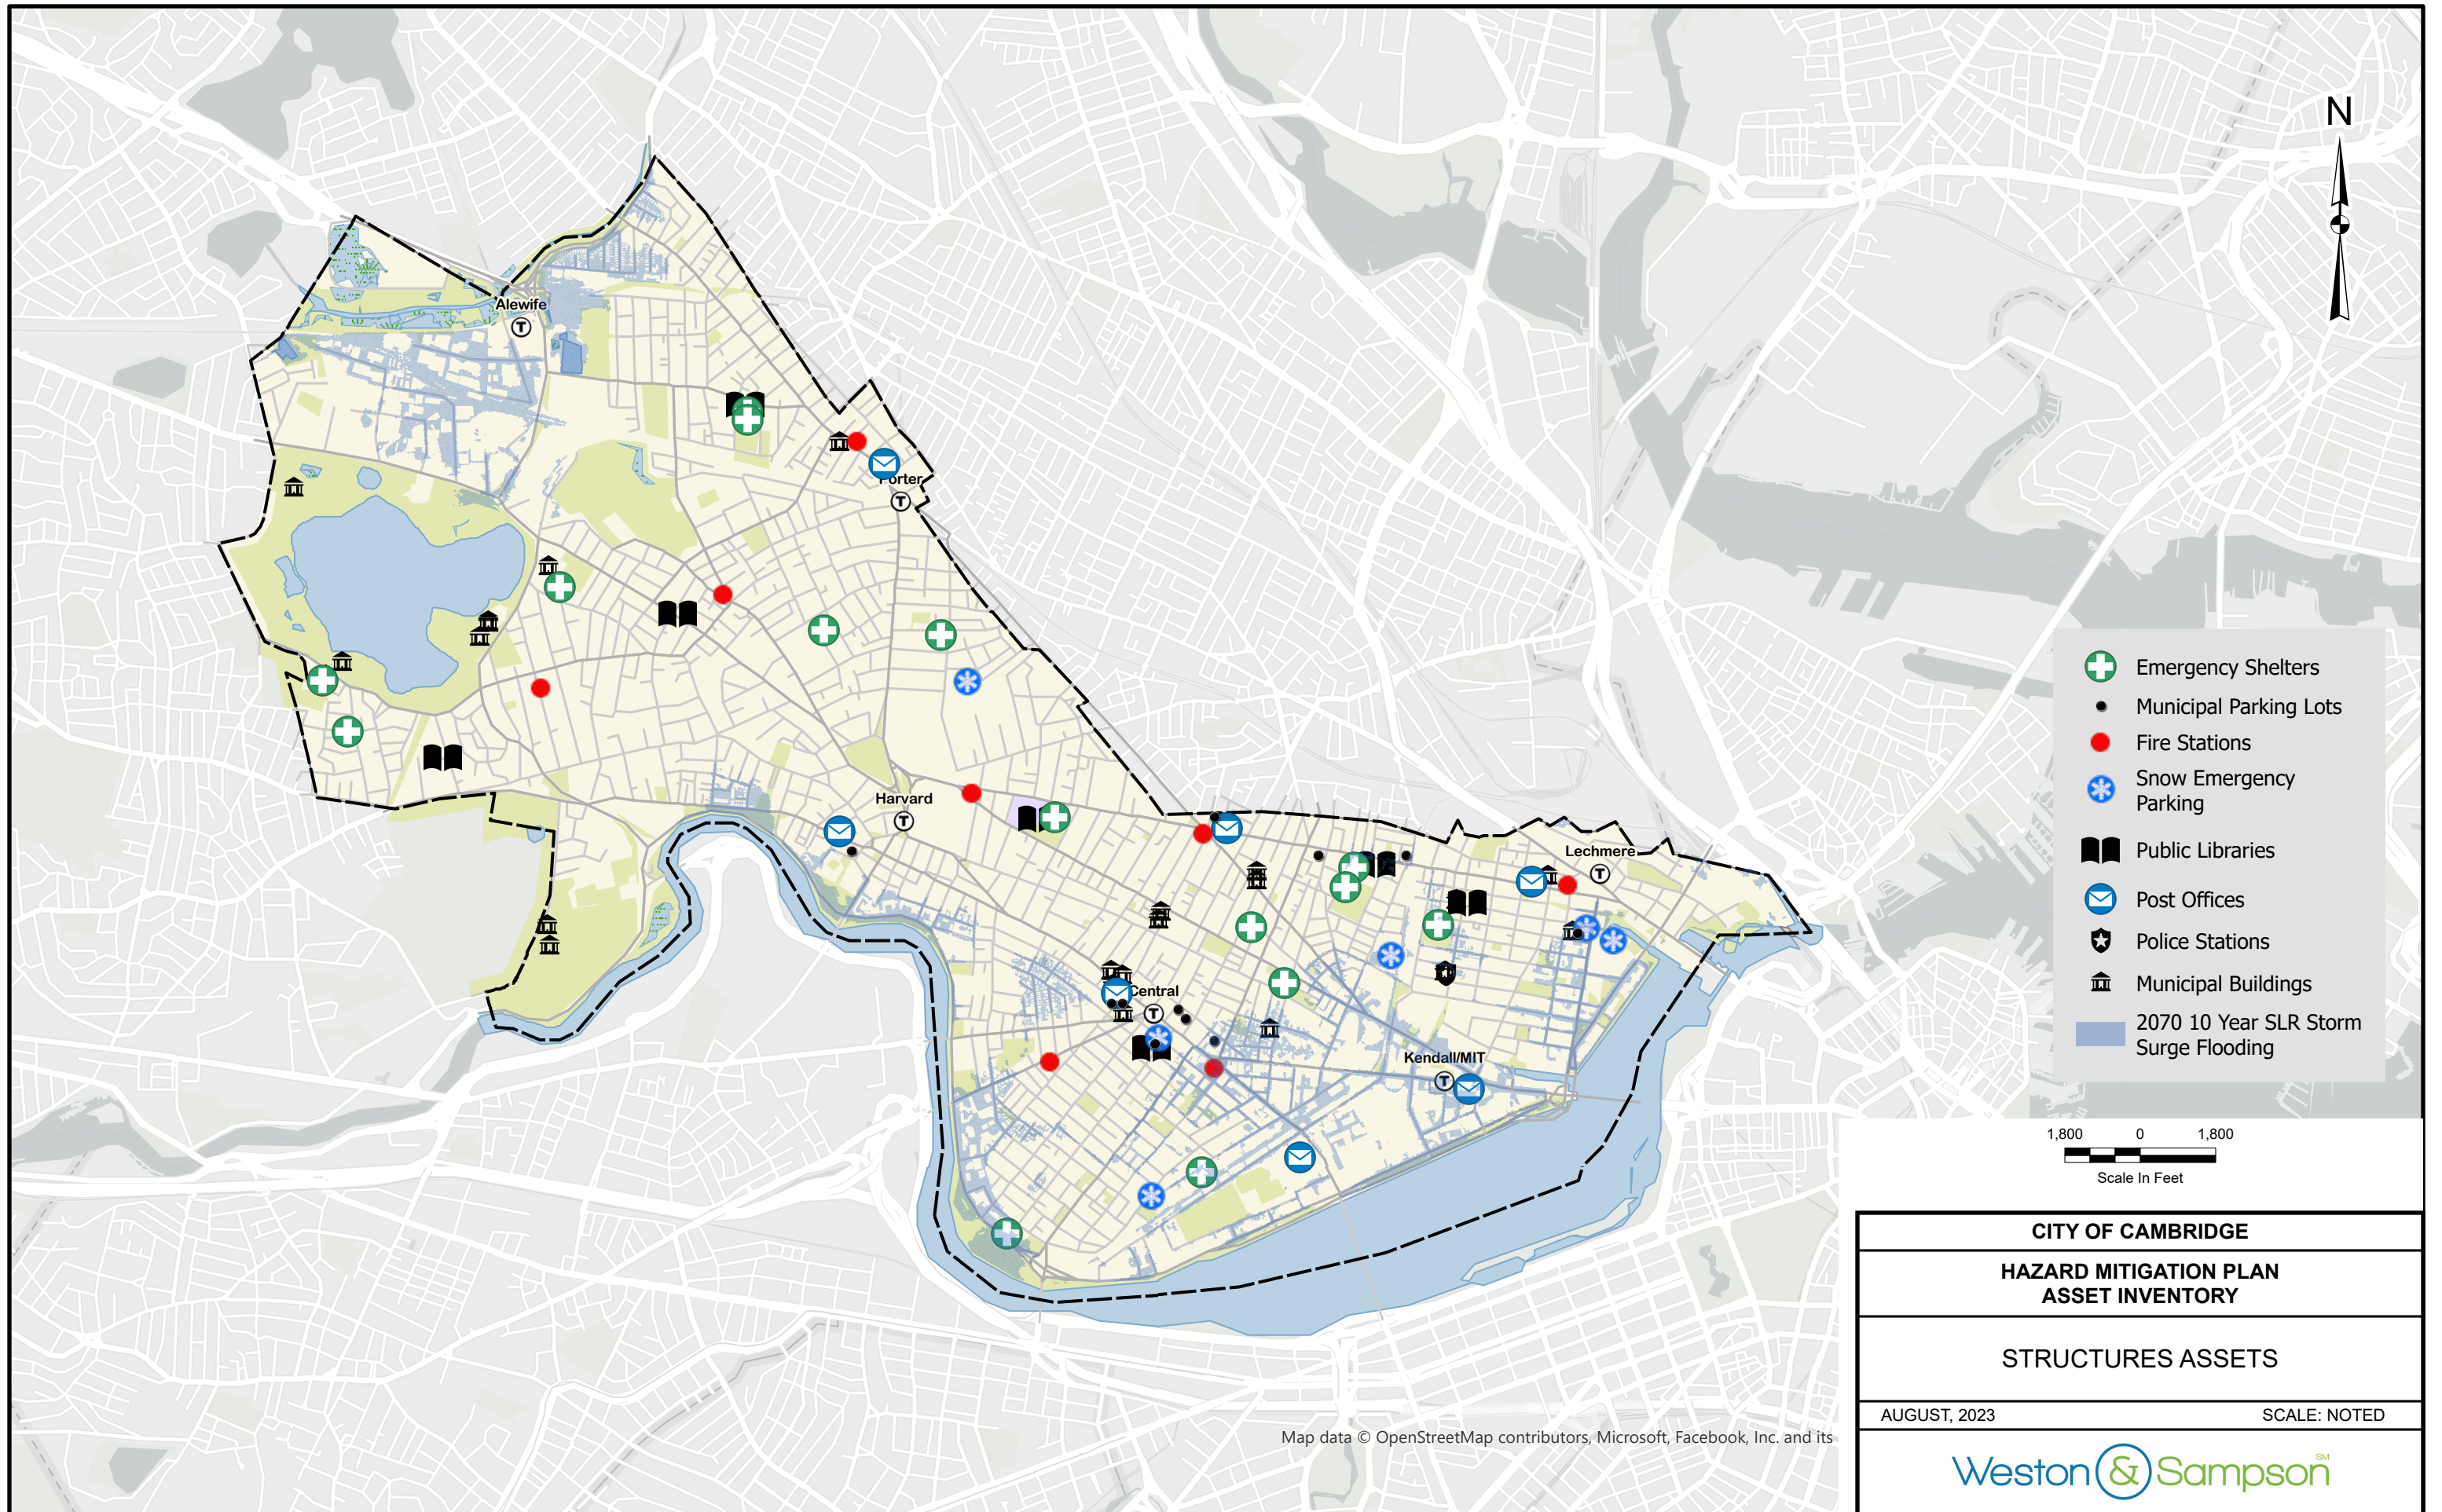 N
Alewife
T
Porter
T
Harvard
T
Lechmere
T
Central
T
Kendall/MIT
T
Emergency Shelters
Municipal Parking Lots
Fire Stations
Snow Emergency
Parking
Public Libraries
Post Offices
Police Stations
Municipal Buildings
2070 10 Year SLR Storm
Surge Flooding
1,800 0 1,800
Scale In Feet
CITY OF CAMBRIDGE
HAZARD MITIGATION PLAN
ASSET INVENTORY
STRUCTURES ASSETS
AUGUST, 2023 SCALE: NOTED
Map data © OpenStreetMap contributors, Microsoft, Facebook, Inc. and its
Weston & Sampson SM